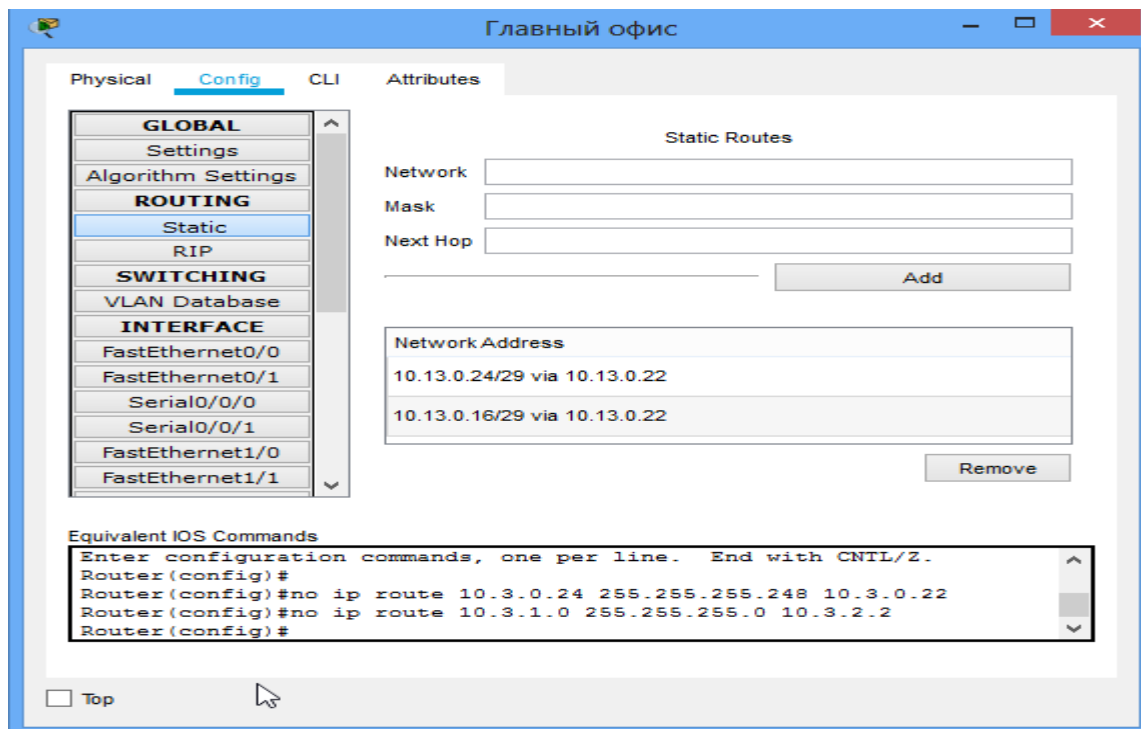 Главный офис
Physical Config CLI Attributes
GLOBAL
Settings
Algorithm Settings
ROUTING
Static
RIP
SWITCHING
VLAN Database
INTERFACE
FastEthernet0/0
FastEthernet0/1
Serial0/0/0
Serial0/0/1
FastEthernet1/0
FastEthernet1/1
Static Routes
Network
Mask
Next Hop
Add
Network Address
10.13.0.24/29 via 10.13.0.22
10.13.0.16/29 via 10.13.0.22
Remove
Equivalent IOS Commands
Enter configuration commands, one per line. End with CNTL/Z.
Router(config)#
Router(config)#no ip route 10.3.0.24 255.255.255.248 10.3.0.22
Router(config)#no ip route 10.3.1.0 255.255.255.0 10.3.2.2
Router(config)#
Top